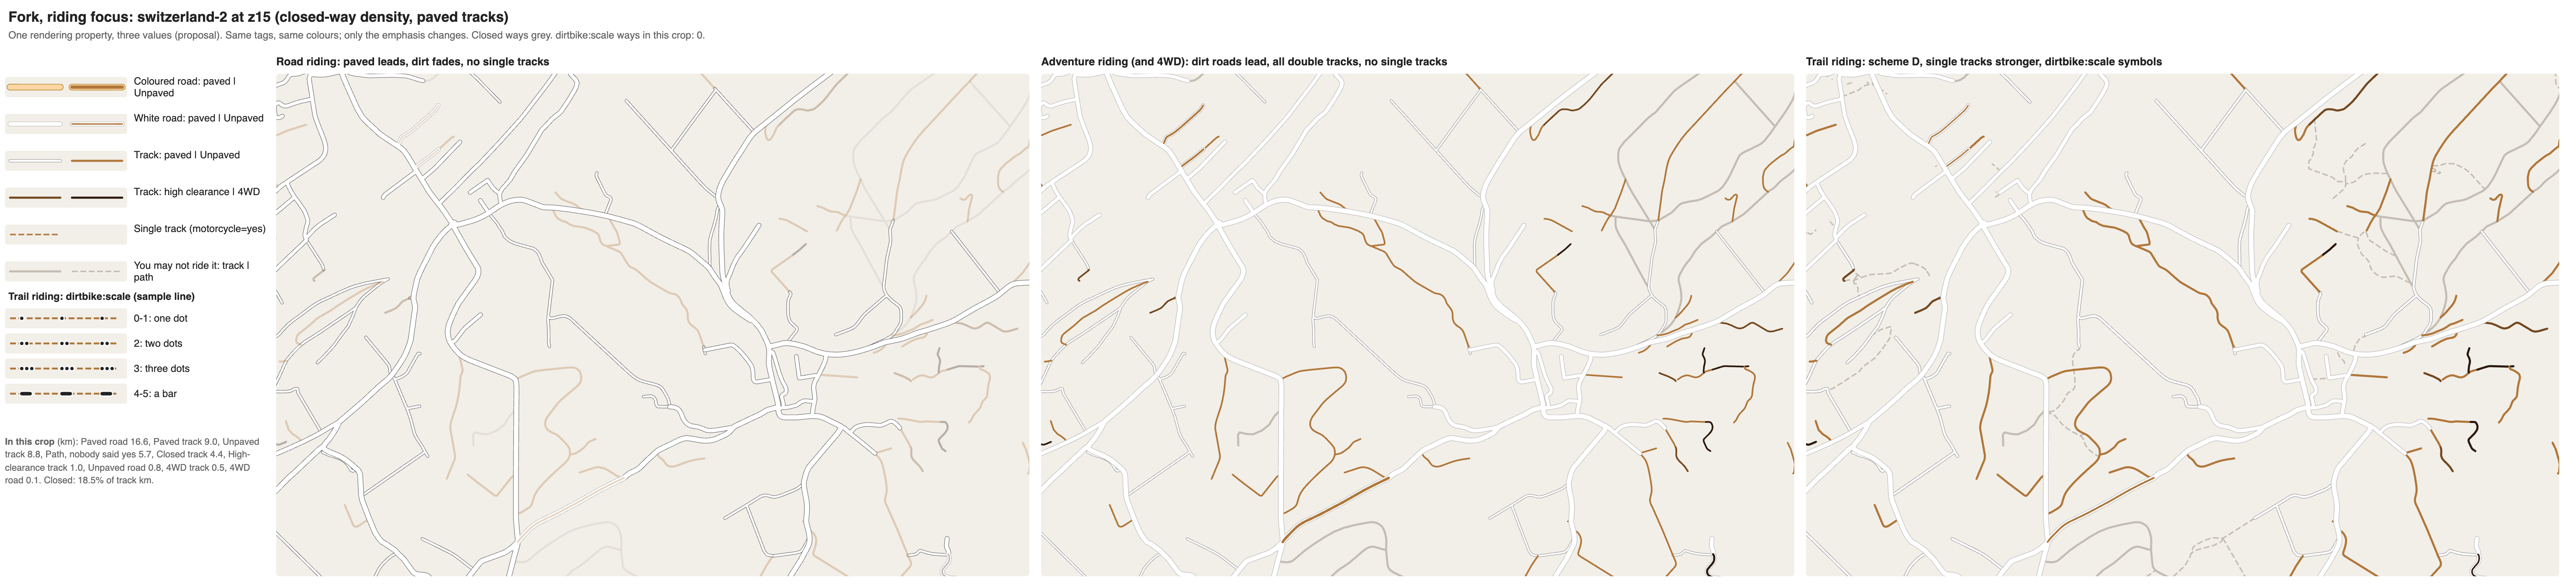 Fork, riding focus: switzerland-2 at z15 (closed-way density, paved tracks)
One rendering property, three values (proposal). Same tags, same colours; only the emphasis changes. Closed ways grey. dirtbike:scale ways in this crop: 0.
Road riding: paved leads, dirt fades, no single tracks
Adventure riding (and 4WD): dirt roads lead, all double tracks, no single tracks
Trail riding: scheme D, single tracks stronger, dirtbike:scale symbols
Coloured road: paved |
Unpaved
White road: paved | Unpaved
Track: paved | Unpaved
Track: high clearance | 4WD
Single track (motorcycle=yes)
You may not ride it: track |
path
Trail riding: dirtbike:scale (sample line)
0-1: one dot
2: two dots
3: three dots
4-5: a bar
In this crop (km): Paved road 16.6, Paved track 9.0, Unpaved
track 8.8, Path, nobody said yes 5.7, Closed track 4.4, High-
clearance track 1.0, Unpaved road 0.8, 4WD track 0.5, 4WD
road 0.1. Closed: 18.5% of track km.